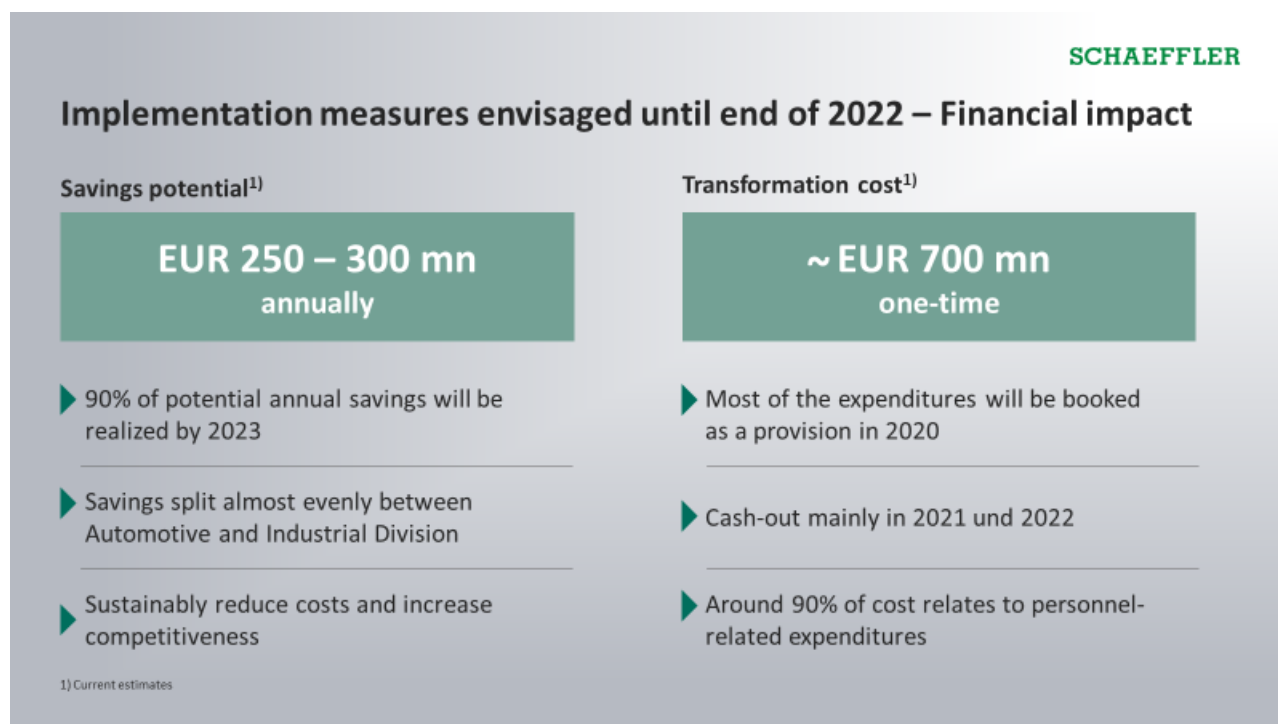 SCHAEFFLER
Implementation measures envisaged until end of 2022 – Financial impact
Savings potential1)
EUR 250 – 300 mn
annually
90% of potential annual savings will be
realized by 2023
Savings split almost evenly between
Automotive and Industrial Division
Sustainably reduce costs and increase
competitiveness
Transformation cost1)
~ EUR 700 mn
one-time
Most of the expenditures will be booked
as a provision in 2020
Cash-out mainly in 2021 und 2022
Around 90% of cost relates to personnel-
related expenditures
1) Current estimates